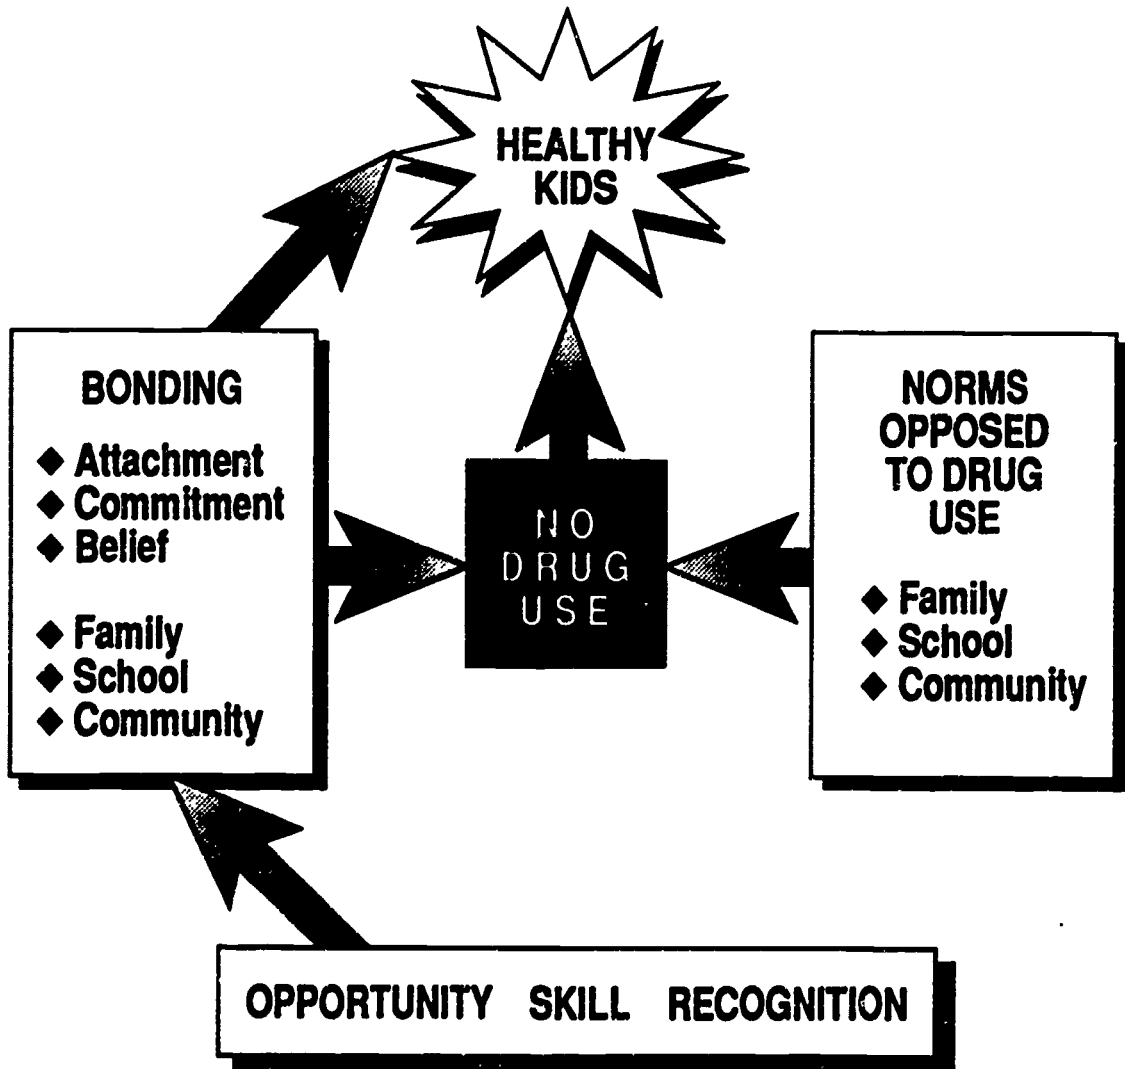 HEALTHY
KIDS
BONDING
◆ Attachment
◆ Commitment
◆ Belief
◆ Family
◆ School
◆ Community
NO
DRUG
USE
NORMS
OPPOSED
TO DRUG
USE
◆ Family
◆ School
◆ Community
OPPORTUNITY SKILL RECOGNITION